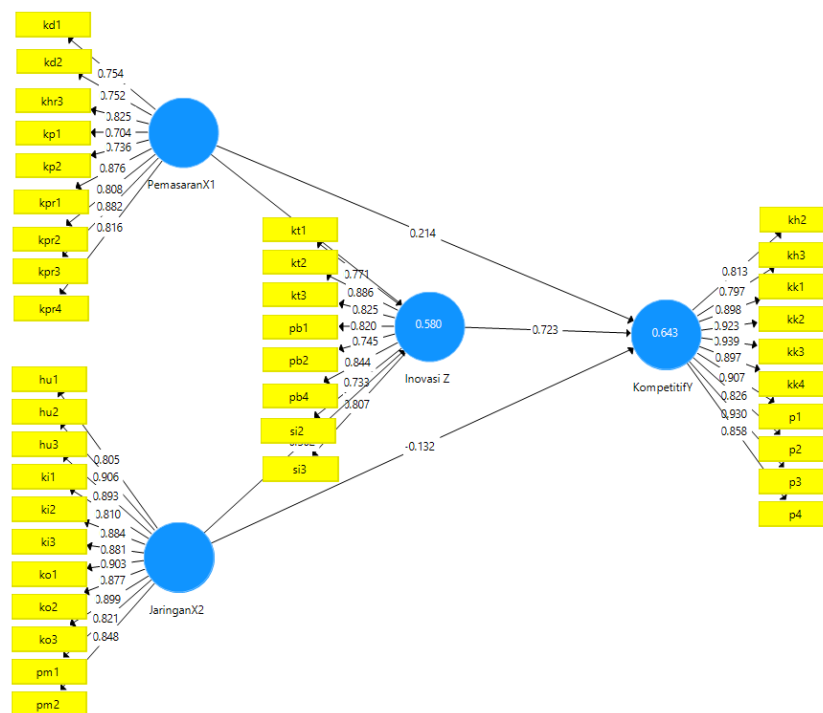 kd1
kd2
khr3
kp1
kp2
kpr1
kpr2
kpr3
kpr4
0.754
0.752
0.825
0.704
0.736
0.876
0.808
0.882
0.816
PemasaranX1
hu1
hu2
hu3
ki1
ki2
ki3
ko1
ko2
ko3
pm1
pm2
0.805
0.906
0.893
0.810
0.884
0.881
0.903
0.877
0.899
0.821
0.848
JaringanX2
kt1
kt2
kt3
pb1
pb2
pb4
si2
si3
0.771
0.886
0.825
0.820
0.745
0.844
0.733
0.807
0.580
Inovasi Z
0.214
0.723
-0.132
0.643
KompetitifY
0.813
0.797
0.898
0.923
0.939
0.897
0.907
0.826
0.930
0.858
kh2
kh3
kk1
kk2
kk3
kk4
p1
p2
p3
p4